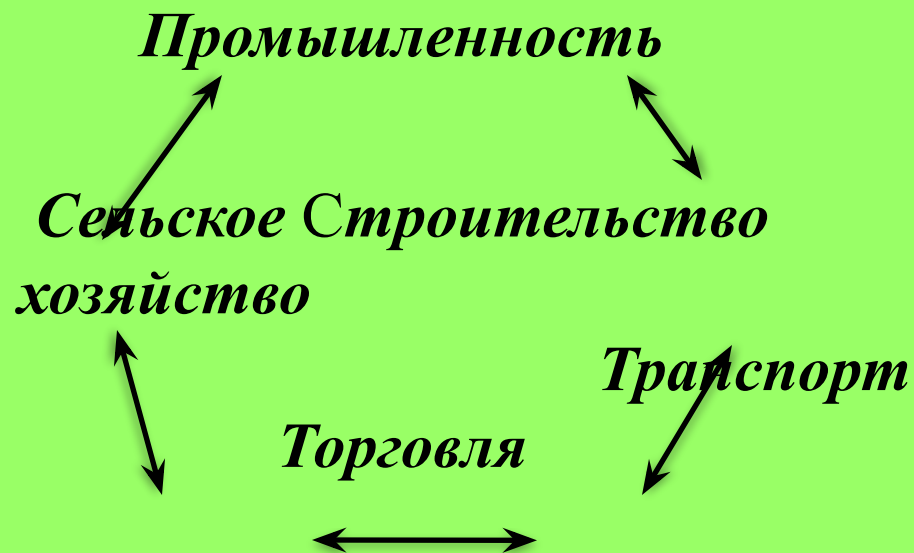 Промышленность
Сельское Строительство
хозяйство
Транспорт
Торговля